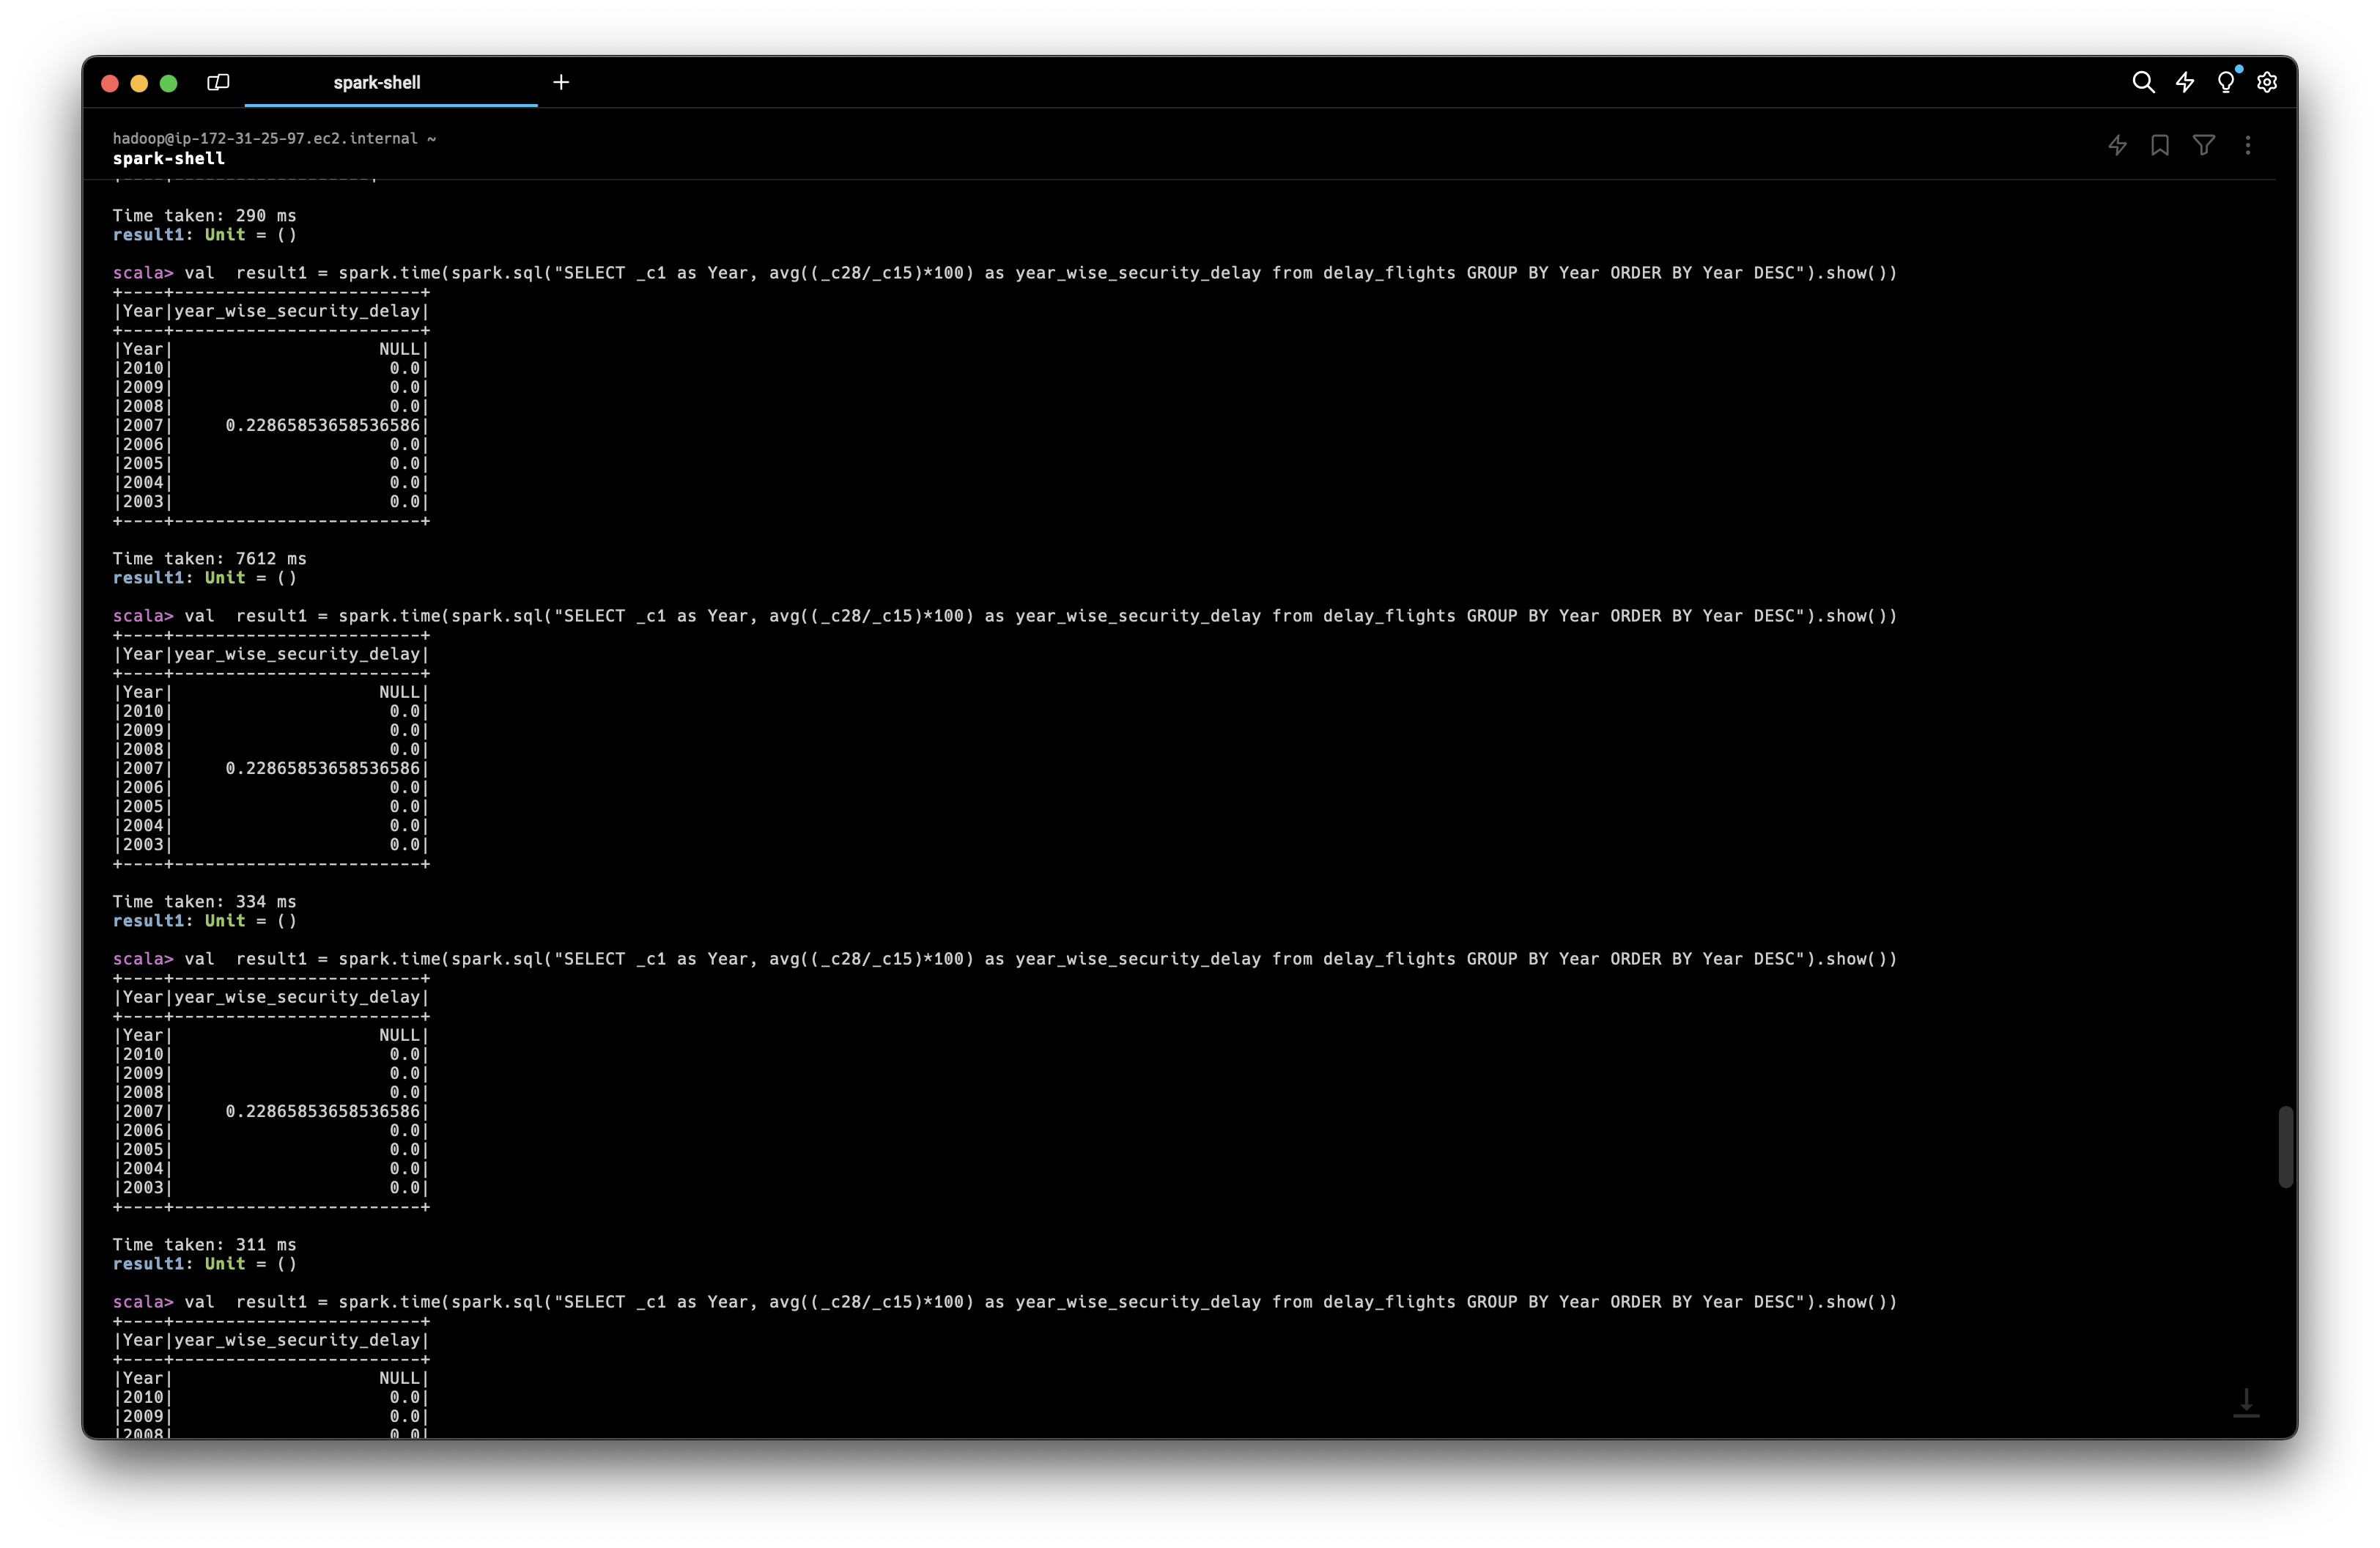 spark-shell
hadoop@ip-172-31-25-97.ec2.internal ~
spark-shell
Time taken: 290 ms
result1: Unit = ()
scala> val  result1 = spark.time(spark.sql("SELECT _c1 as Year, avg((_c28/_c15)*100) as year_wise_security_delay from delay_flights GROUP BY Year ORDER BY Year DESC").show())
+----+------------------------+
|Year|year_wise_security_delay|
+----+------------------------+
|Year|                    NULL|
|2010|                     0.0|
|2009|                     0.0|
|2008|                     0.0|
|2007|     0.22865853658536586|
|2006|                     0.0|
|2005|                     0.0|
|2004|                     0.0|
|2003|                     0.0|
+----+------------------------+
Time taken: 7612 ms
result1: Unit = ()
scala> val  result1 = spark.time(spark.sql("SELECT _c1 as Year, avg((_c28/_c15)*100) as year_wise_security_delay from delay_flights GROUP BY Year ORDER BY Year DESC").show())
+----+------------------------+
|Year|year_wise_security_delay|
+----+------------------------+
|Year|                    NULL|
|2010|                     0.0|
|2009|                     0.0|
|2008|                     0.0|
|2007|     0.22865853658536586|
|2006|                     0.0|
|2005|                     0.0|
|2004|                     0.0|
|2003|                     0.0|
+----+------------------------+
Time taken: 334 ms
result1: Unit = ()
scala> val  result1 = spark.time(spark.sql("SELECT _c1 as Year, avg((_c28/_c15)*100) as year_wise_security_delay from delay_flights GROUP BY Year ORDER BY Year DESC").show())
+----+------------------------+
|Year|year_wise_security_delay|
+----+------------------------+
|Year|                    NULL|
|2010|                     0.0|
|2009|                     0.0|
|2008|                     0.0|
|2007|     0.22865853658536586|
|2006|                     0.0|
|2005|                     0.0|
|2004|                     0.0|
|2003|                     0.0|
+----+------------------------+
Time taken: 311 ms
result1: Unit = ()
scala> val  result1 = spark.time(spark.sql("SELECT _c1 as Year, avg((_c28/_c15)*100) as year_wise_security_delay from delay_flights GROUP BY Year ORDER BY Year DESC").show())
+----+------------------------+
|Year|year_wise_security_delay|
+----+------------------------+
|Year|                    NULL|
|2010|                     0.0|
|2009|                     0.0|
|2008|                     0.0|